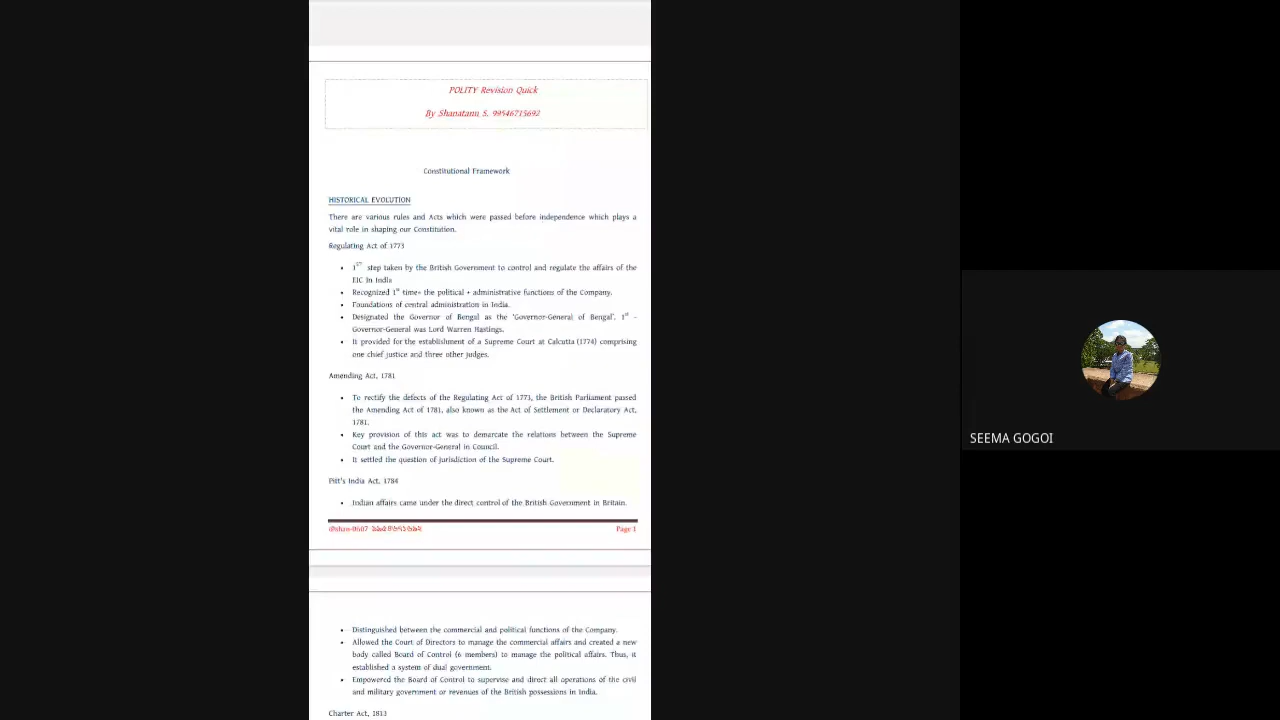 POLITY Revision Quick
By Shanatanu S. 99546715692
Constitutional Framework
HISTORICAL EVOLUTION
There are various rules and Acts which were passed before independence which plays a
vital role in shaping our Constitution.
Regulating Act of 1773
• 1ST step taken by the British Government to control and regulate the affairs of the
EIC in India
• Recognized 1st time= the political + administrative functions of the Company.
• Foundations of central administration in India.
• Designated the Governor of Bengal as the 'Governor-General of Bengal'. 1st -
Governor-General was Lord Warren Hastings.
• It provided for the establishment of a Supreme Court at Calcutta (1774) comprising
one chief justice and three other judges.
Amending Act, 1781
• To rectify the defects of the Regulating Act of 1773, the British Parliament passed
the Amending Act of 1781, also known as the Act of Settlement or Declaratory Act,
1781.
• Key provision of this act was to demarcate the relations between the Supreme
Court and the Governor-General in Council.
• It settled the question of jurisdiction of the Supreme Court.
Pitt's India Act, 1784
• Indian affairs came under the direct control of the British Government in Britain.
Page 1
• Distinguished between the commercial and political functions of the Company.
• Allowed the Court of Directors to manage the commercial affairs and created a new
body called Board of Control (6 members) to manage the political affairs. Thus, it
established a system of dual government.
• Empowered the Board of Control to supervise and direct all operations of the civil
and military government or revenues of the British possessions in India.
Charter Act, 1813
SEEMA GOGOI